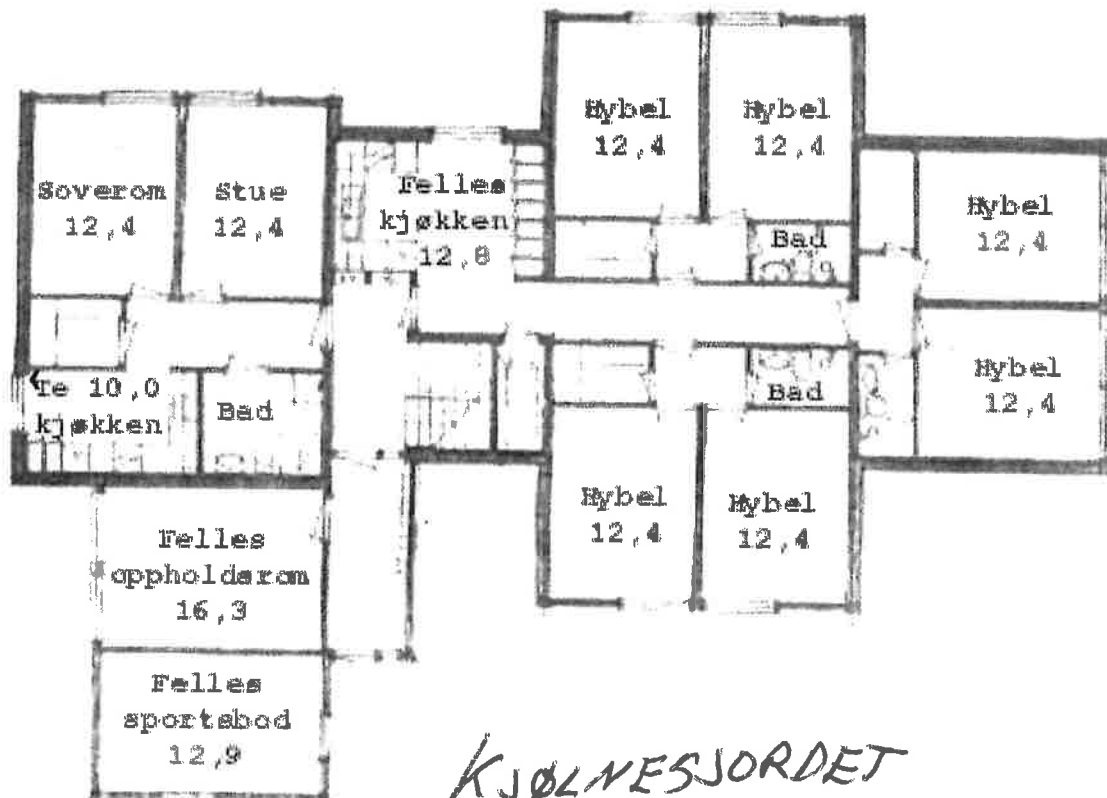 Hybel
12,4
Hybel
12,4
Soverom
12,4
Stue
12,4
Felles
kjøkken
12,8
Bad
Hybel
12,4
Te 10,0
kjøkken
Bad
Bad
Hybel
12,4
Hybel
12,4
Hybel
12,4
Felles
oppholdsrom
16,3
Felles
sportsbod
12,9
KJØLNESJORDET